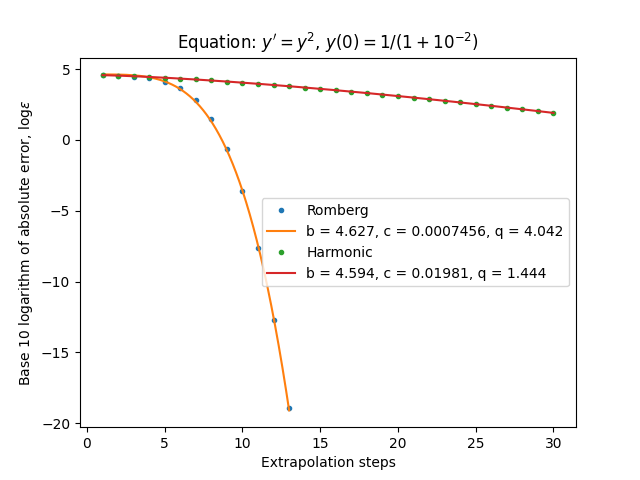 Equation: y′ = y², y(0) = 1/(1 + 10⁻²)
Base 10 logarithm of absolute error, logε
5
0
−5
−10
−15
−20
Romberg
b = 4.627, c = 0.0007456, q = 4.042
Harmonic
b = 4.594, c = 0.01981, q = 1.444
0 5 10 15 20 25 30
Extrapolation steps